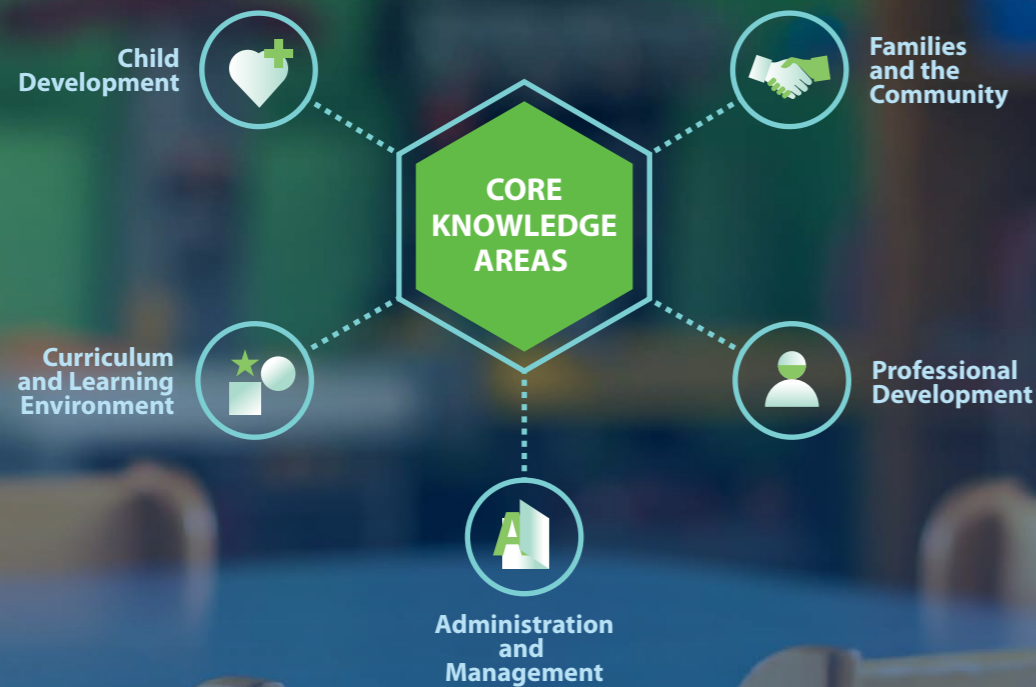 Child
Development
Families
and the
Community
CORE
KNOWLEDGE
AREAS
Curriculum
and Learning
Environment
Professional
Development
A
Administration
and
Management